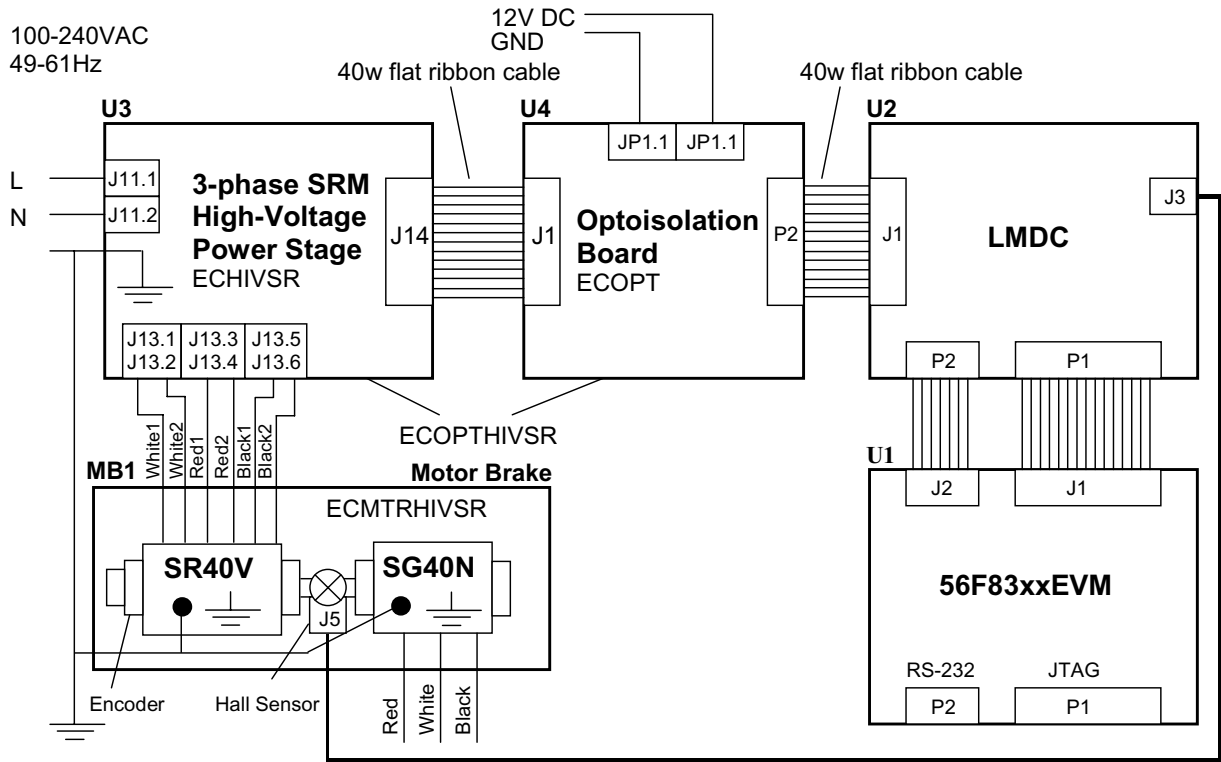 100-240VAC
49-61Hz
12V DC
GND
40w flat ribbon cable
40w flat ribbon cable
U3
U4
U2
L
N
J11.1
J11.2
3-phase SRM
High-Voltage
Power Stage
ECHIVSR
J14
J13.1
J13.2
J13.3
J13.4
J13.5
J13.6
JP1.1
JP1.1
J1
Optoisolation
Board
ECOPT
P2
J1
LMDC
J3
P2
P1
White1
White2
Red1
Red2
Black1
Black2
ECOPTHIVSR
MB1
Motor Brake
ECMTRHIVSR
SR40V
SG40N
J5
Encoder
Hall Sensor
Red
White
Black
U1
J2
J1
56F83xxEVM
RS-232
JTAG
P2
P1